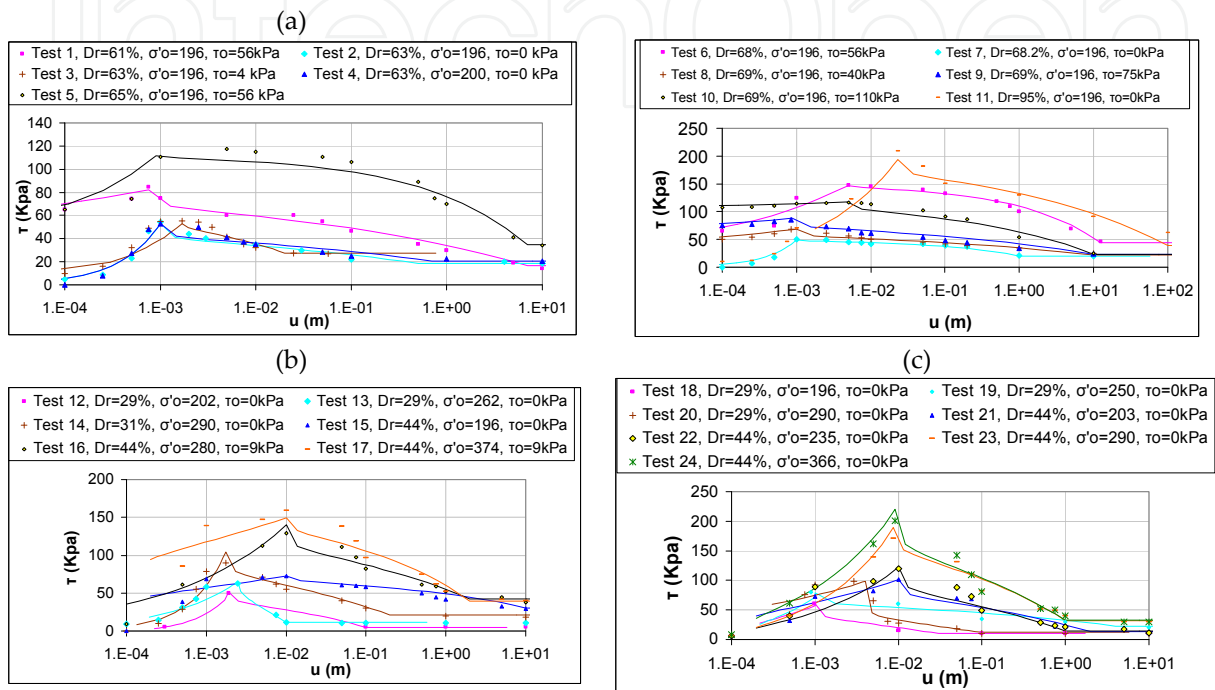 (a)
Test 1, Dr=61%, σ'o=196, τo=56kPa
Test 2, Dr=63%, σ'o=196, τo=0 kPa
Test 3, Dr=63%, σ'o=196, τo=4 kPa
Test 4, Dr=63%, σ'o=200, τo=0 kPa
Test 5, Dr=65%, σ'o=196, τo=56 kPa
140
120
100
80
60
40
20
0
τ (Kpa)
1.E-04 1.E-03 1.E-02 1.E-01 1.E+00 1.E+01
u (m)
Test 6, Dr=68%, σ'o=196, τo=56kPa
Test 7, Dr=68.2%, σ'o=196, τo=0kPa
Test 8, Dr=69%, σ'o=196, τo=40kPa
Test 9, Dr=69%, σ'o=196, τo=75kPa
Test 10, Dr=69%, σ'o=196, τo=110kPa
Test 11, Dr=95%, σ'o=196, τo=0kPa
250
200
150
100
50
0
τ (Kpa)
1.E-04 1.E-03 1.E-02 1.E-01 1.E+00 1.E+01 1.E+02
u (m)
(b)
(c)
Test 12, Dr=29%, σ'o=202, τo=0kPa
Test 13, Dr=29%, σ'o=262, τo=0kPa
Test 14, Dr=31%, σ'o=290, τo=0kPa
Test 15, Dr=44%, σ'o=196, τo=0kPa
Test 16, Dr=44%, σ'o=280, τo=9kPa
Test 17, Dr=44%, σ'o=374, τo=9kPa
200
150
100
50
0
τ (Kpa)
1.E-04 1.E-03 1.E-02 1.E-01 1.E+00 1.E+01
u (m)
Test 18, Dr=29%, σ'o=196, τo=0kPa
Test 19, Dr=29%, σ'o=250, τo=0kPa
Test 20, Dr=29%, σ'o=290, τo=0kPa
Test 21, Dr=44%, σ'o=203, τo=0kPa
Test 22, Dr=44%, σ'o=235, τo=0kPa
Test 23, Dr=44%, σ'o=290, τo=0kPa
Test 24, Dr=44%, σ'o=366, τo=0kPa
250
200
150
100
50
0
τ (Kpa)
1.E-04 1.E-03 1.E-02 1.E-01 1.E+00 1.E+01
u (m)